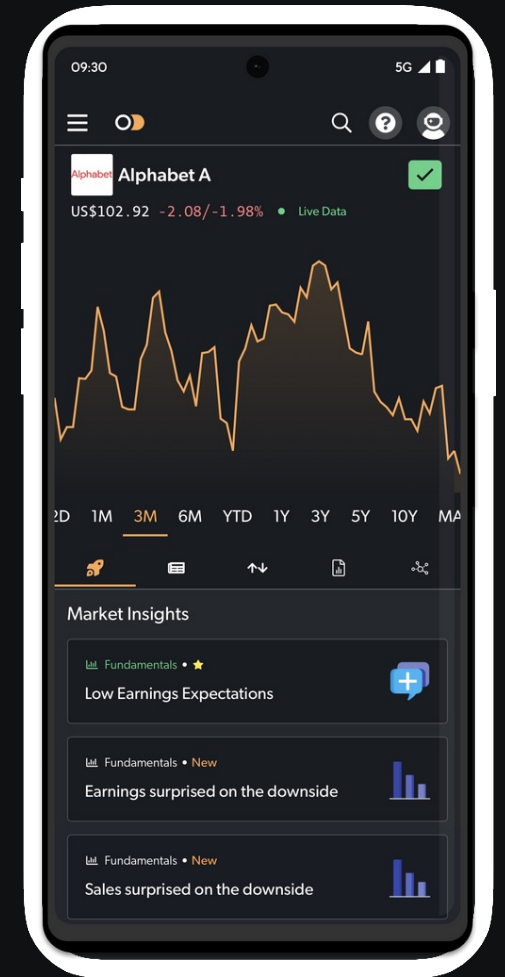 09:30 5G
Alphabet Alphabet A
US$102.92 -2.08/-1.98% • Live Data
2D 1M 3M 6M YTD 1Y 3Y 5Y 10Y MA
Market Insights
Fundamentals •
Low Earnings Expectations
Fundamentals • New
Earnings surprised on the downside
Fundamentals • New
Sales surprised on the downside